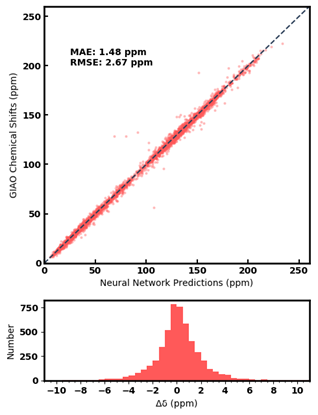 250
200
150
100
50
0
GIAO Chemical Shifts (ppm)
MAE: 1.48 ppm
RMSE: 2.67 ppm
0 50 100 150 200 250
Neural Network Predictions (ppm)
750
500
250
0
Number
−10 −8 −6 −4 −2 0 2 4 6 8 10
Δδ (ppm)